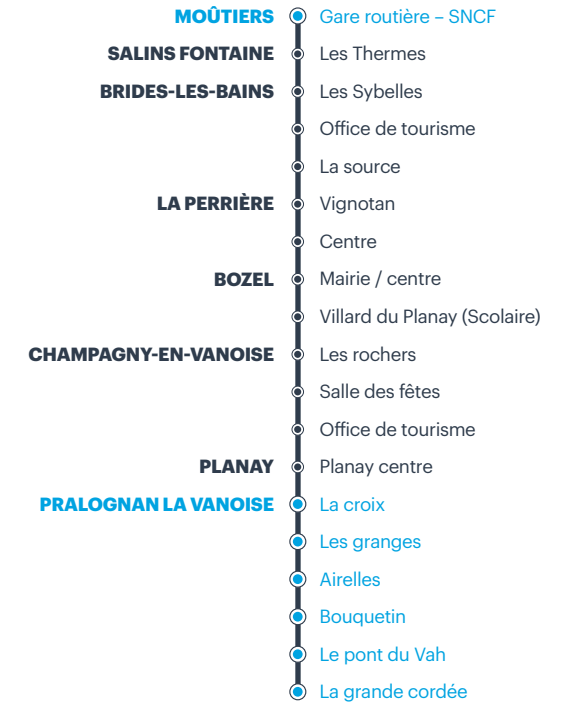 MOÛTIERS Gare routière – SNCF
SALINS FONTAINE Les Thermes
BRIDES-LES-BAINS Les Sybelles
Office de tourisme
La source
LA PERRIÈRE Vignotan
Centre
BOZEL Mairie / centre
Villard du Planay (Scolaire)
CHAMPAGNY-EN-VANOISE Les rochers
Salle des fêtes
Office de tourisme
PLANAY Planay centre
PRALOGNAN LA VANOISE La croix
Les granges
Airelles
Bouquetin
Le pont du Vah
La grande cordée